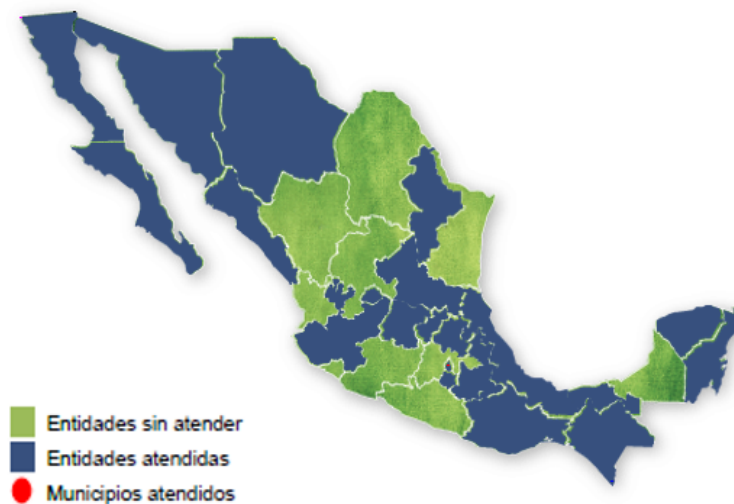 Entidades sin atender
Entidades atendidas
Municipios atendidos